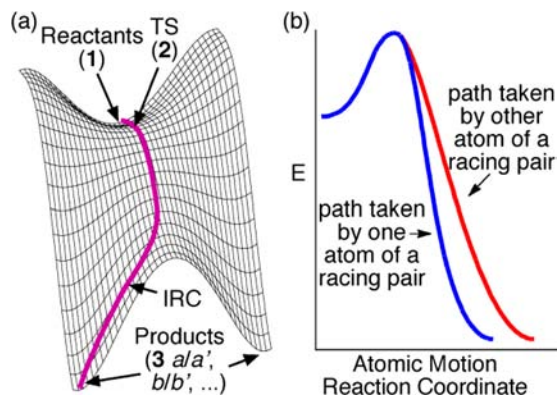 (a)
Reactants
(1)
TS
(2)
IRC
Products
(3 a/a',
b/b', ...)
(b)
E
path taken
by other
atom of a
racing pair
path taken
by one
atom of a
racing pair
Atomic Motion
Reaction Coordinate